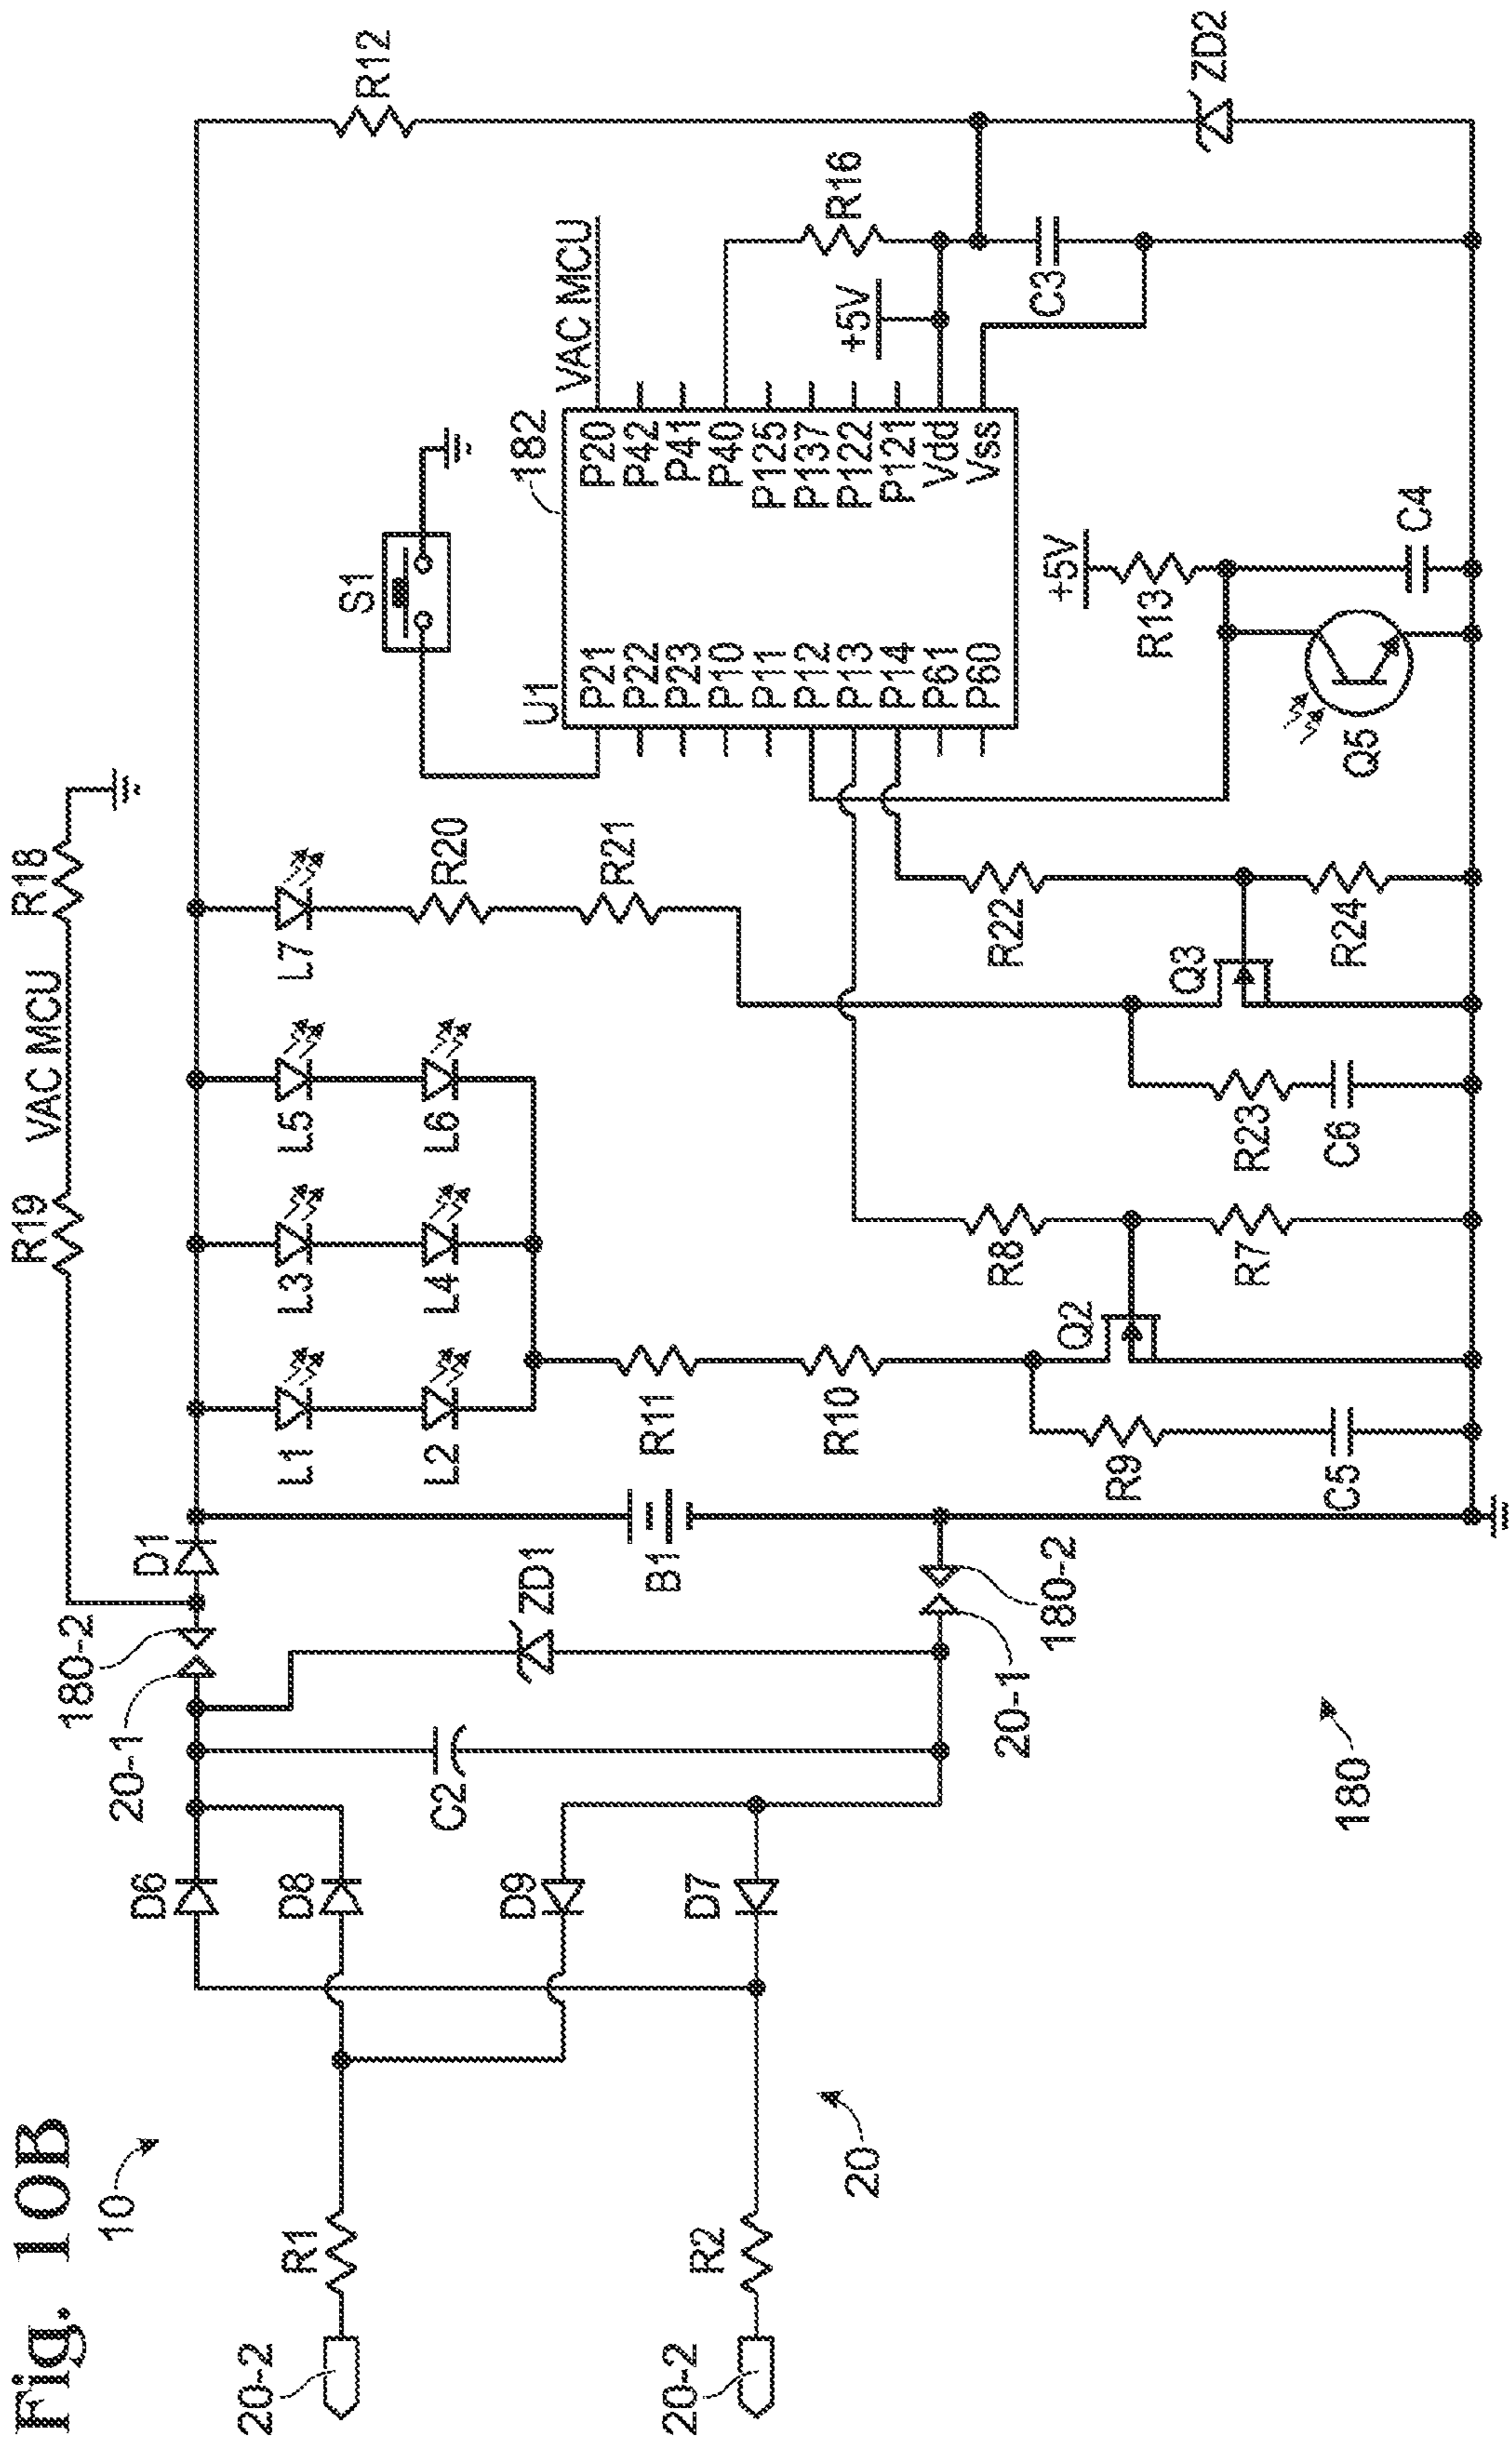 Fig. 10B
10
20-2
R1
20-2
R2
20
D6
D8
D9
D7
C2
20-1
180-2
ZD1
20-1
180-2
180
D1
B1
R19
VAC MCU
R18
L1
L2
L3
L4
L5
L6
L7
R11
R10
R9
C5
Q2
R8
R7
R20
R21
R23
C6
Q3
R22
R24
S1
U1
182
P21
P22
P23
P10
P11
P12
P13
P14
P61
P60
P20
P42
P41
P40
P125
P137
P122
P121
Vdd
Vss
VAC MCU
+5V
R16
C3
R12
ZD2
+5V
R13
C4
Q5